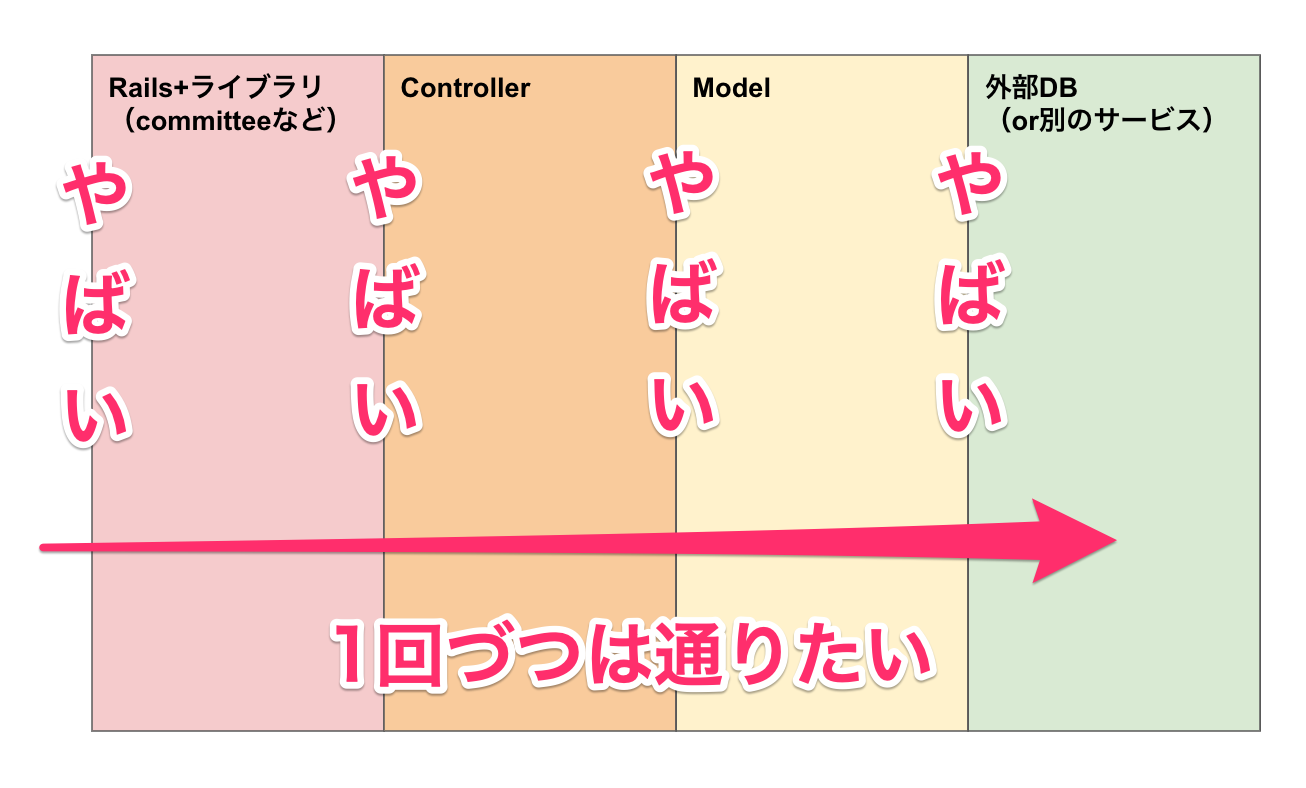 Rails+ライブラリ
（committeeなど）
Controller
Model
外部DB
（or別のサービス）
やばい
やばい
やばい
やばい
1回づつは通りたい